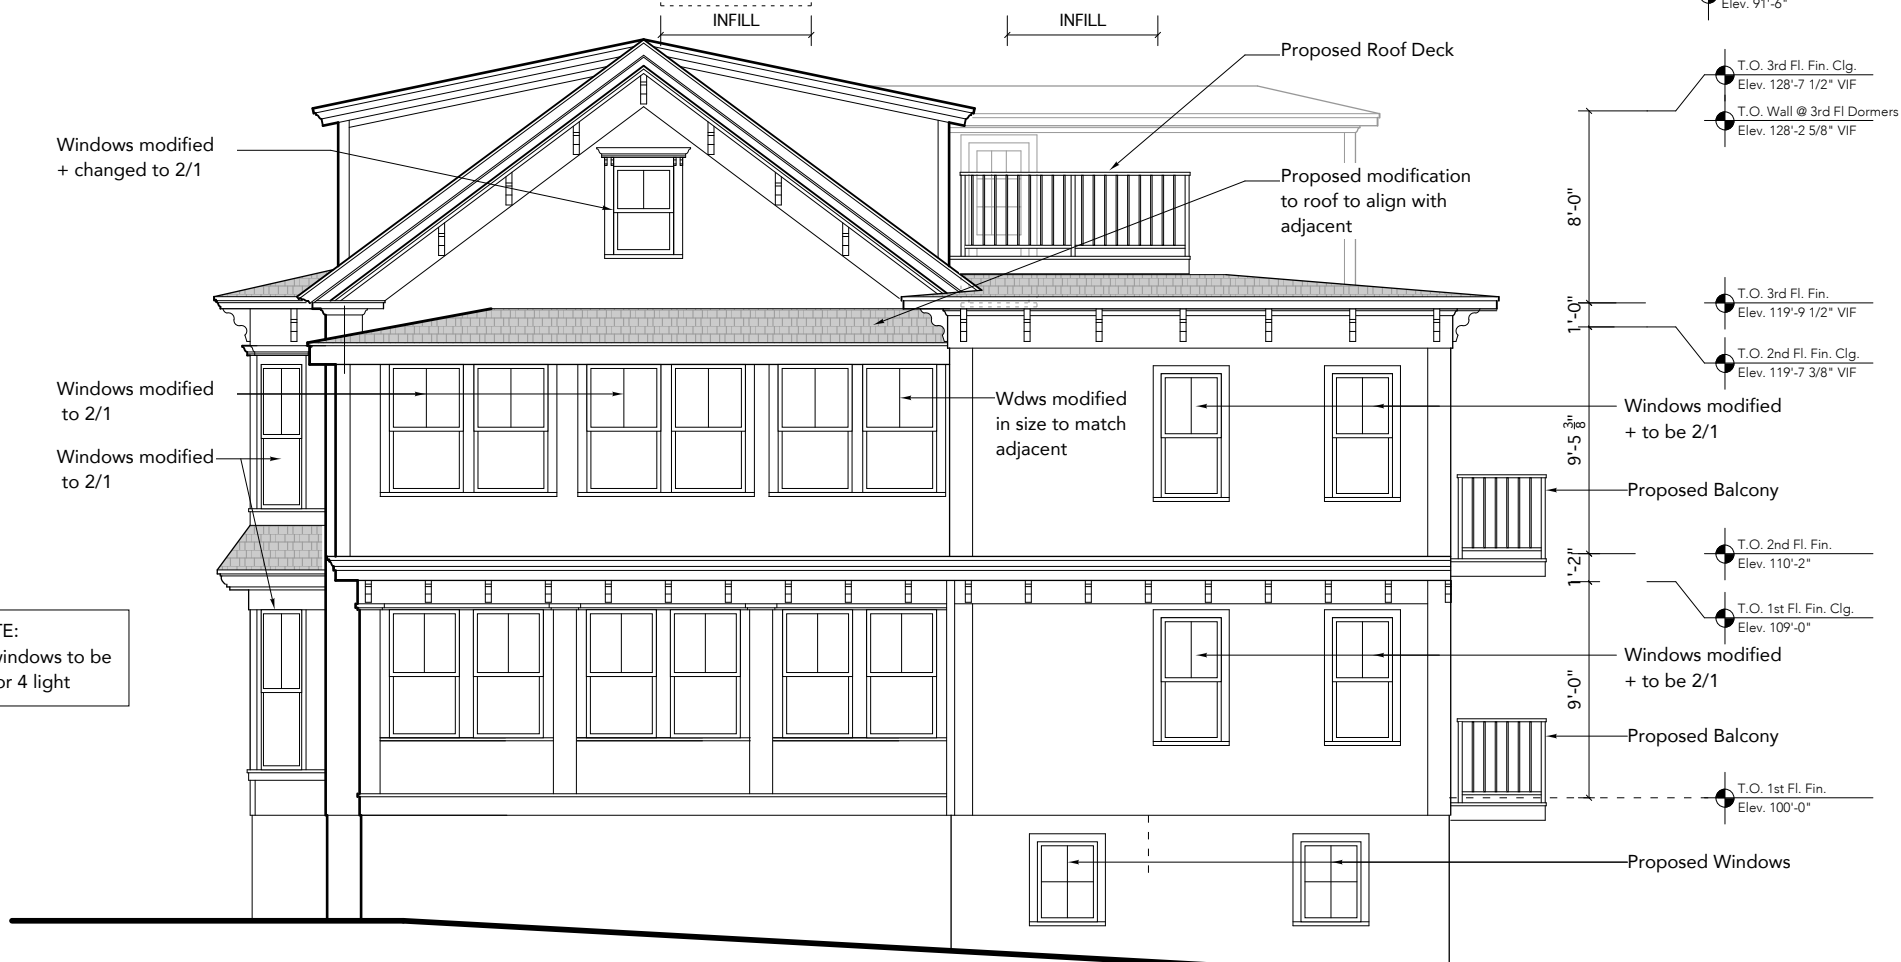 INFILL
INFILL
Elev. 91'-6"
Proposed Roof Deck
T.O. 3rd Fl. Fin. Clg.
Elev. 128'-7 1/2" VIF
T.O. Wall @ 3rd Fl Dormers
Elev. 128'-2 5/8" VIF
Windows modified
+ changed to 2/1
Proposed modification
to roof to align with
adjacent
8'-0"
T.O. 3rd Fl. Fin.
Elev. 119'-9 1/2" VIF
1'-0"
T.O. 2nd Fl. Fin. Clg.
Elev. 119'-7 3/8" VIF
Windows modified
to 2/1
Wdws modified
in size to match
adjacent
Windows modified
+ to be 2/1
9'-5 3/8"
Windows modified
to 2/1
Proposed Balcony
T.O. 2nd Fl. Fin.
Elev. 110'-2"
1'-2"
T.O. 1st Fl. Fin. Clg.
Elev. 109'-0"
TE:
windows to be
or 4 light
Windows modified
+ to be 2/1
9'-0"
Proposed Balcony
T.O. 1st Fl. Fin.
Elev. 100'-0"
Proposed Windows